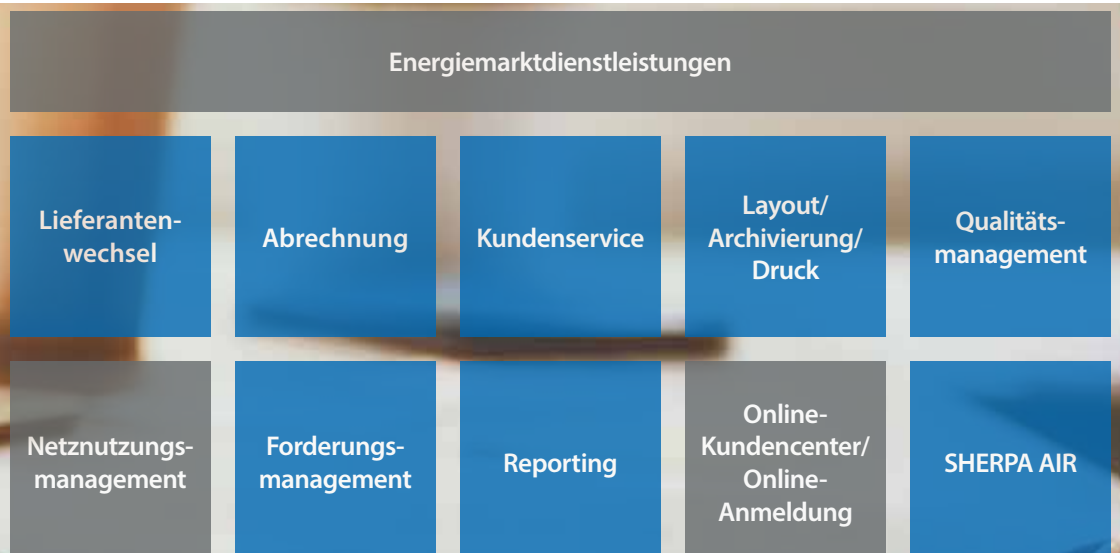 Energiemarktdienstleistungen
Lieferanten-
wechsel
Abrechnung
Kundenservice
Layout/
Archivierung/
Druck
Qualitäts-
management
Netznutzungs-
management
Forderungs-
management
Reporting
Online-
Kundencenter/
Online-
Anmeldung
SHERPA AIR